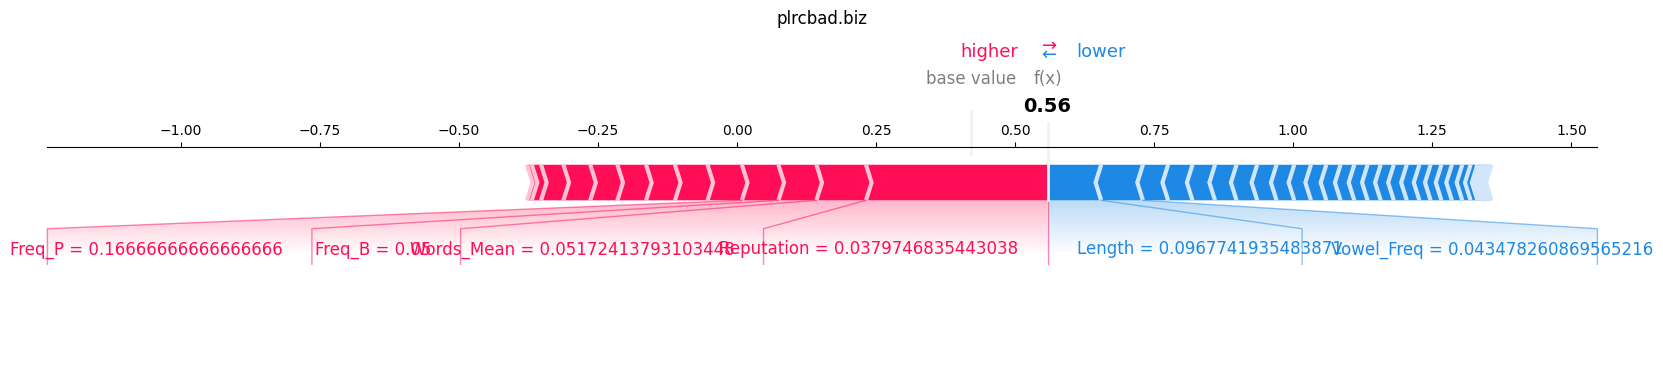 plrcbad.biz
higher → ← lower
base value f(x)
0.56
−1.00 −0.75 −0.50 −0.25 0.00 0.25 0.50 0.75 1.00 1.25 1.50
Freq_P = 0.16666666666666666 Freq_B = 0.05 Words_Mean = 0.05172413793103448 Reputation = 0.0379746835443038 Length = 0.0967741935483871 Vowel_Freq = 0.043478260869565216